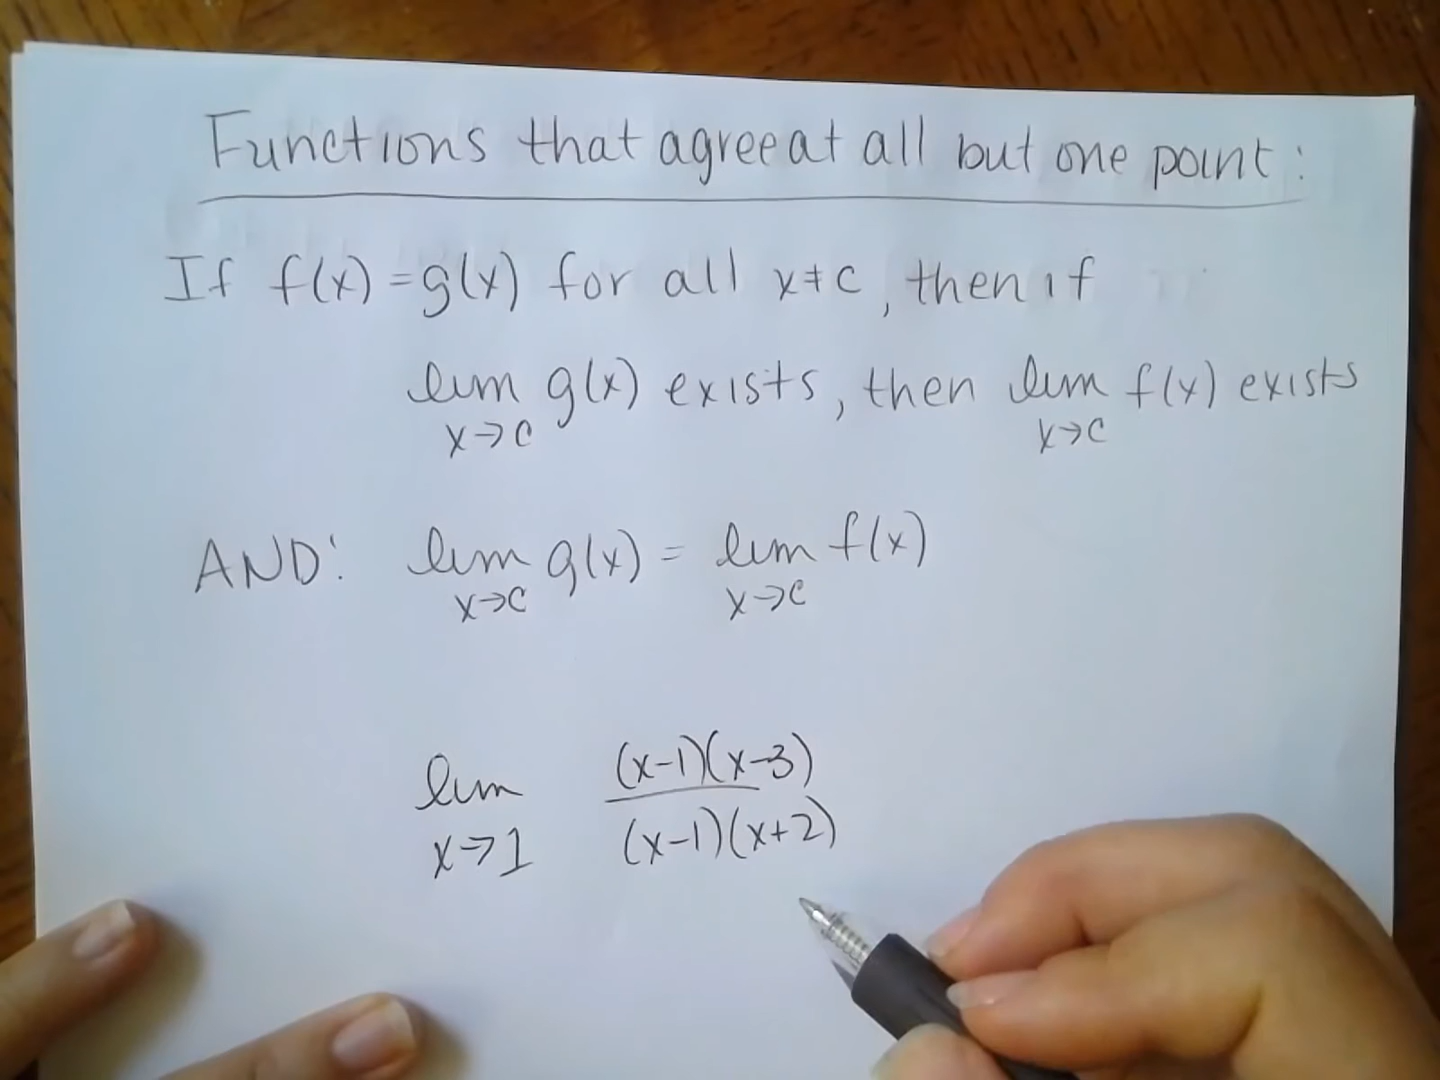 Functions that agree at all but one point:
If f(x) = g(x) for all x≠c, then if
lim g(x) exists, then lim f(x) exists
x→c x→c
AND: lim g(x) = lim f(x)
x→c x→c
lim (x-1)(x-3)
x→1 (x-1)(x+2)